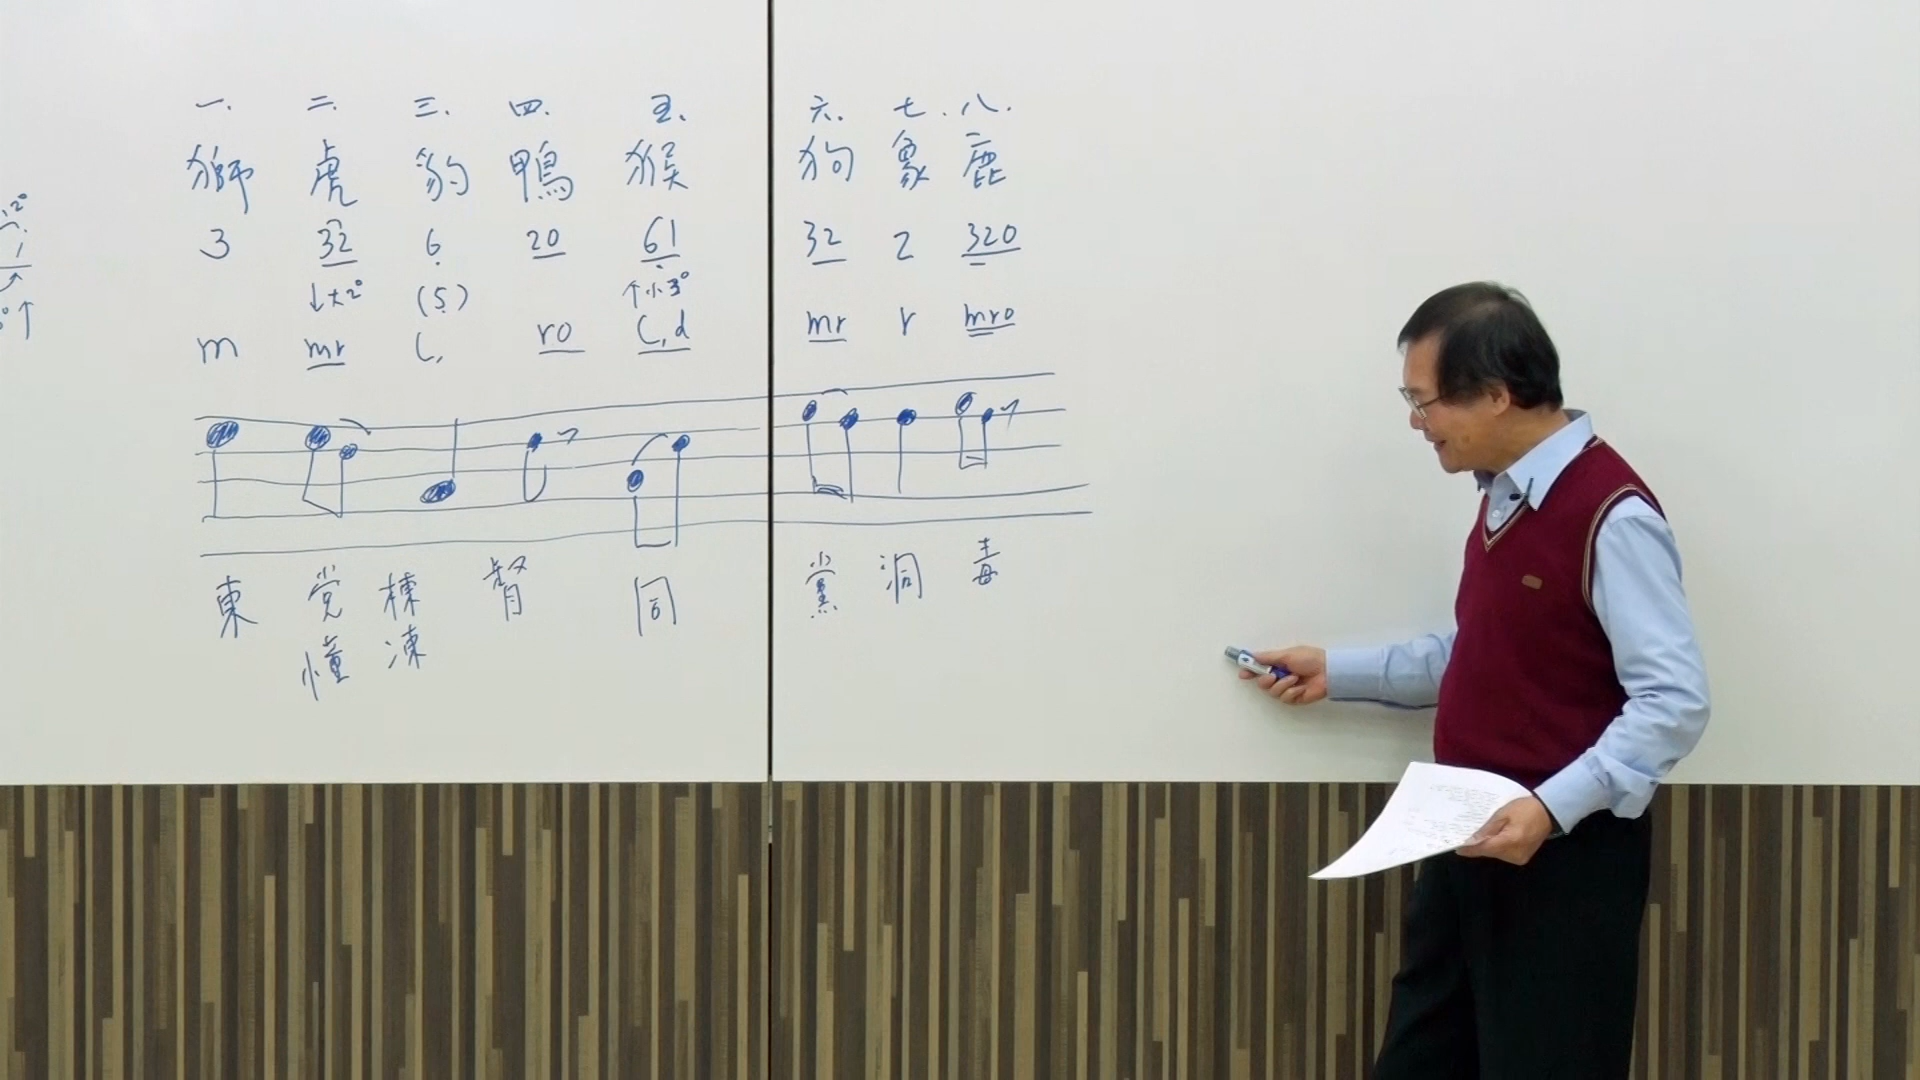 一. 二. 三. 四. 五. 六. 七. 八.
獅 虎 豹 鴨 猴 狗 象 鹿
3 32 6 20 61 32 2 320
↓大2° (5) ↑小3°
m mr l, ro l,d mr r mro
東 党 棟 督 同 黨 洞 毒
懂 凍